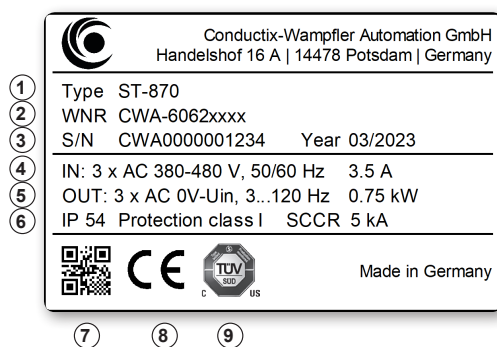 Conductix-Wampfler Automation GmbH
Handelshof 16 A | 14478 Potsdam | Germany
1 Type ST-870
2 WNR CWA-6062xxxx
3 S/N CWA0000001234 Year 03/2023
4 IN: 3 x AC 380-480 V, 50/60 Hz 3.5 A
5 OUT: 3 x AC 0V-Uin, 3...120 Hz 0.75 kW
6 IP 54 Protection class I SCCR 5 kA
CE TÜV SÜD C US Made in Germany
7 8 9